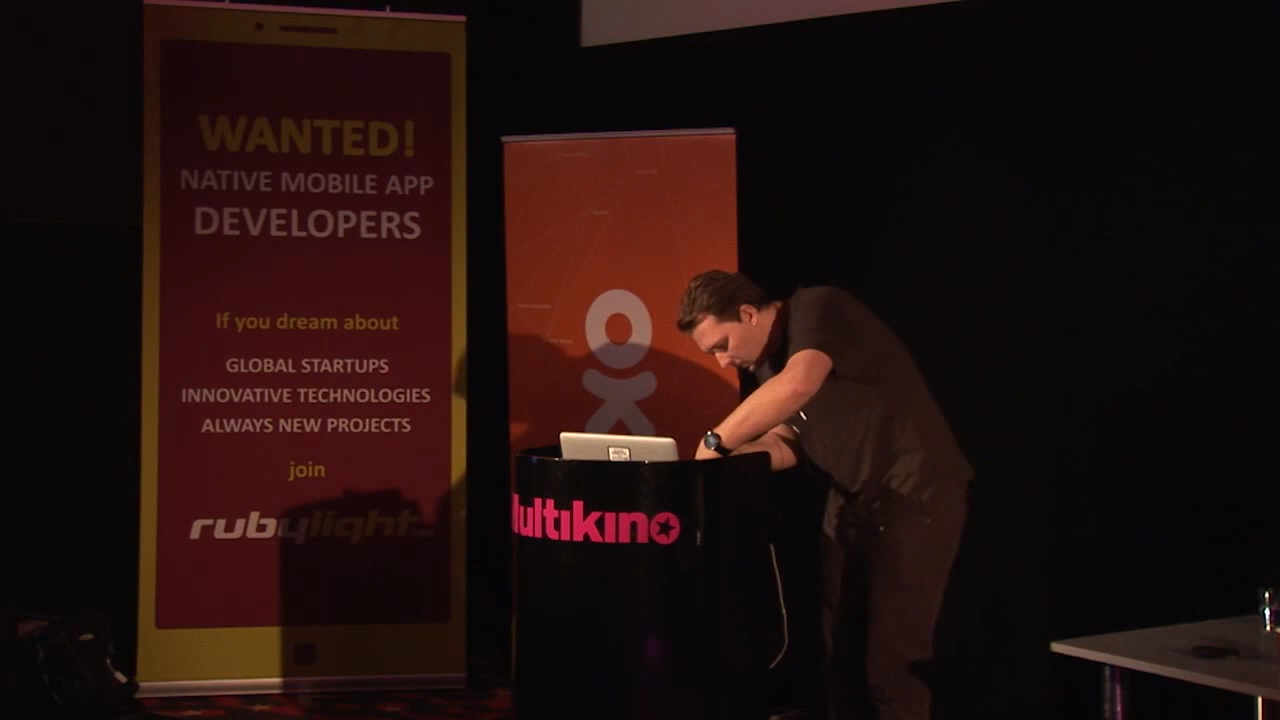 WANTED!
NATIVE MOBILE APP
DEVELOPERS
If you dream about
GLOBAL STARTUPS
INNOVATIVE TECHNOLOGIES
ALWAYS NEW PROJECTS
join
rubylight
ultikino